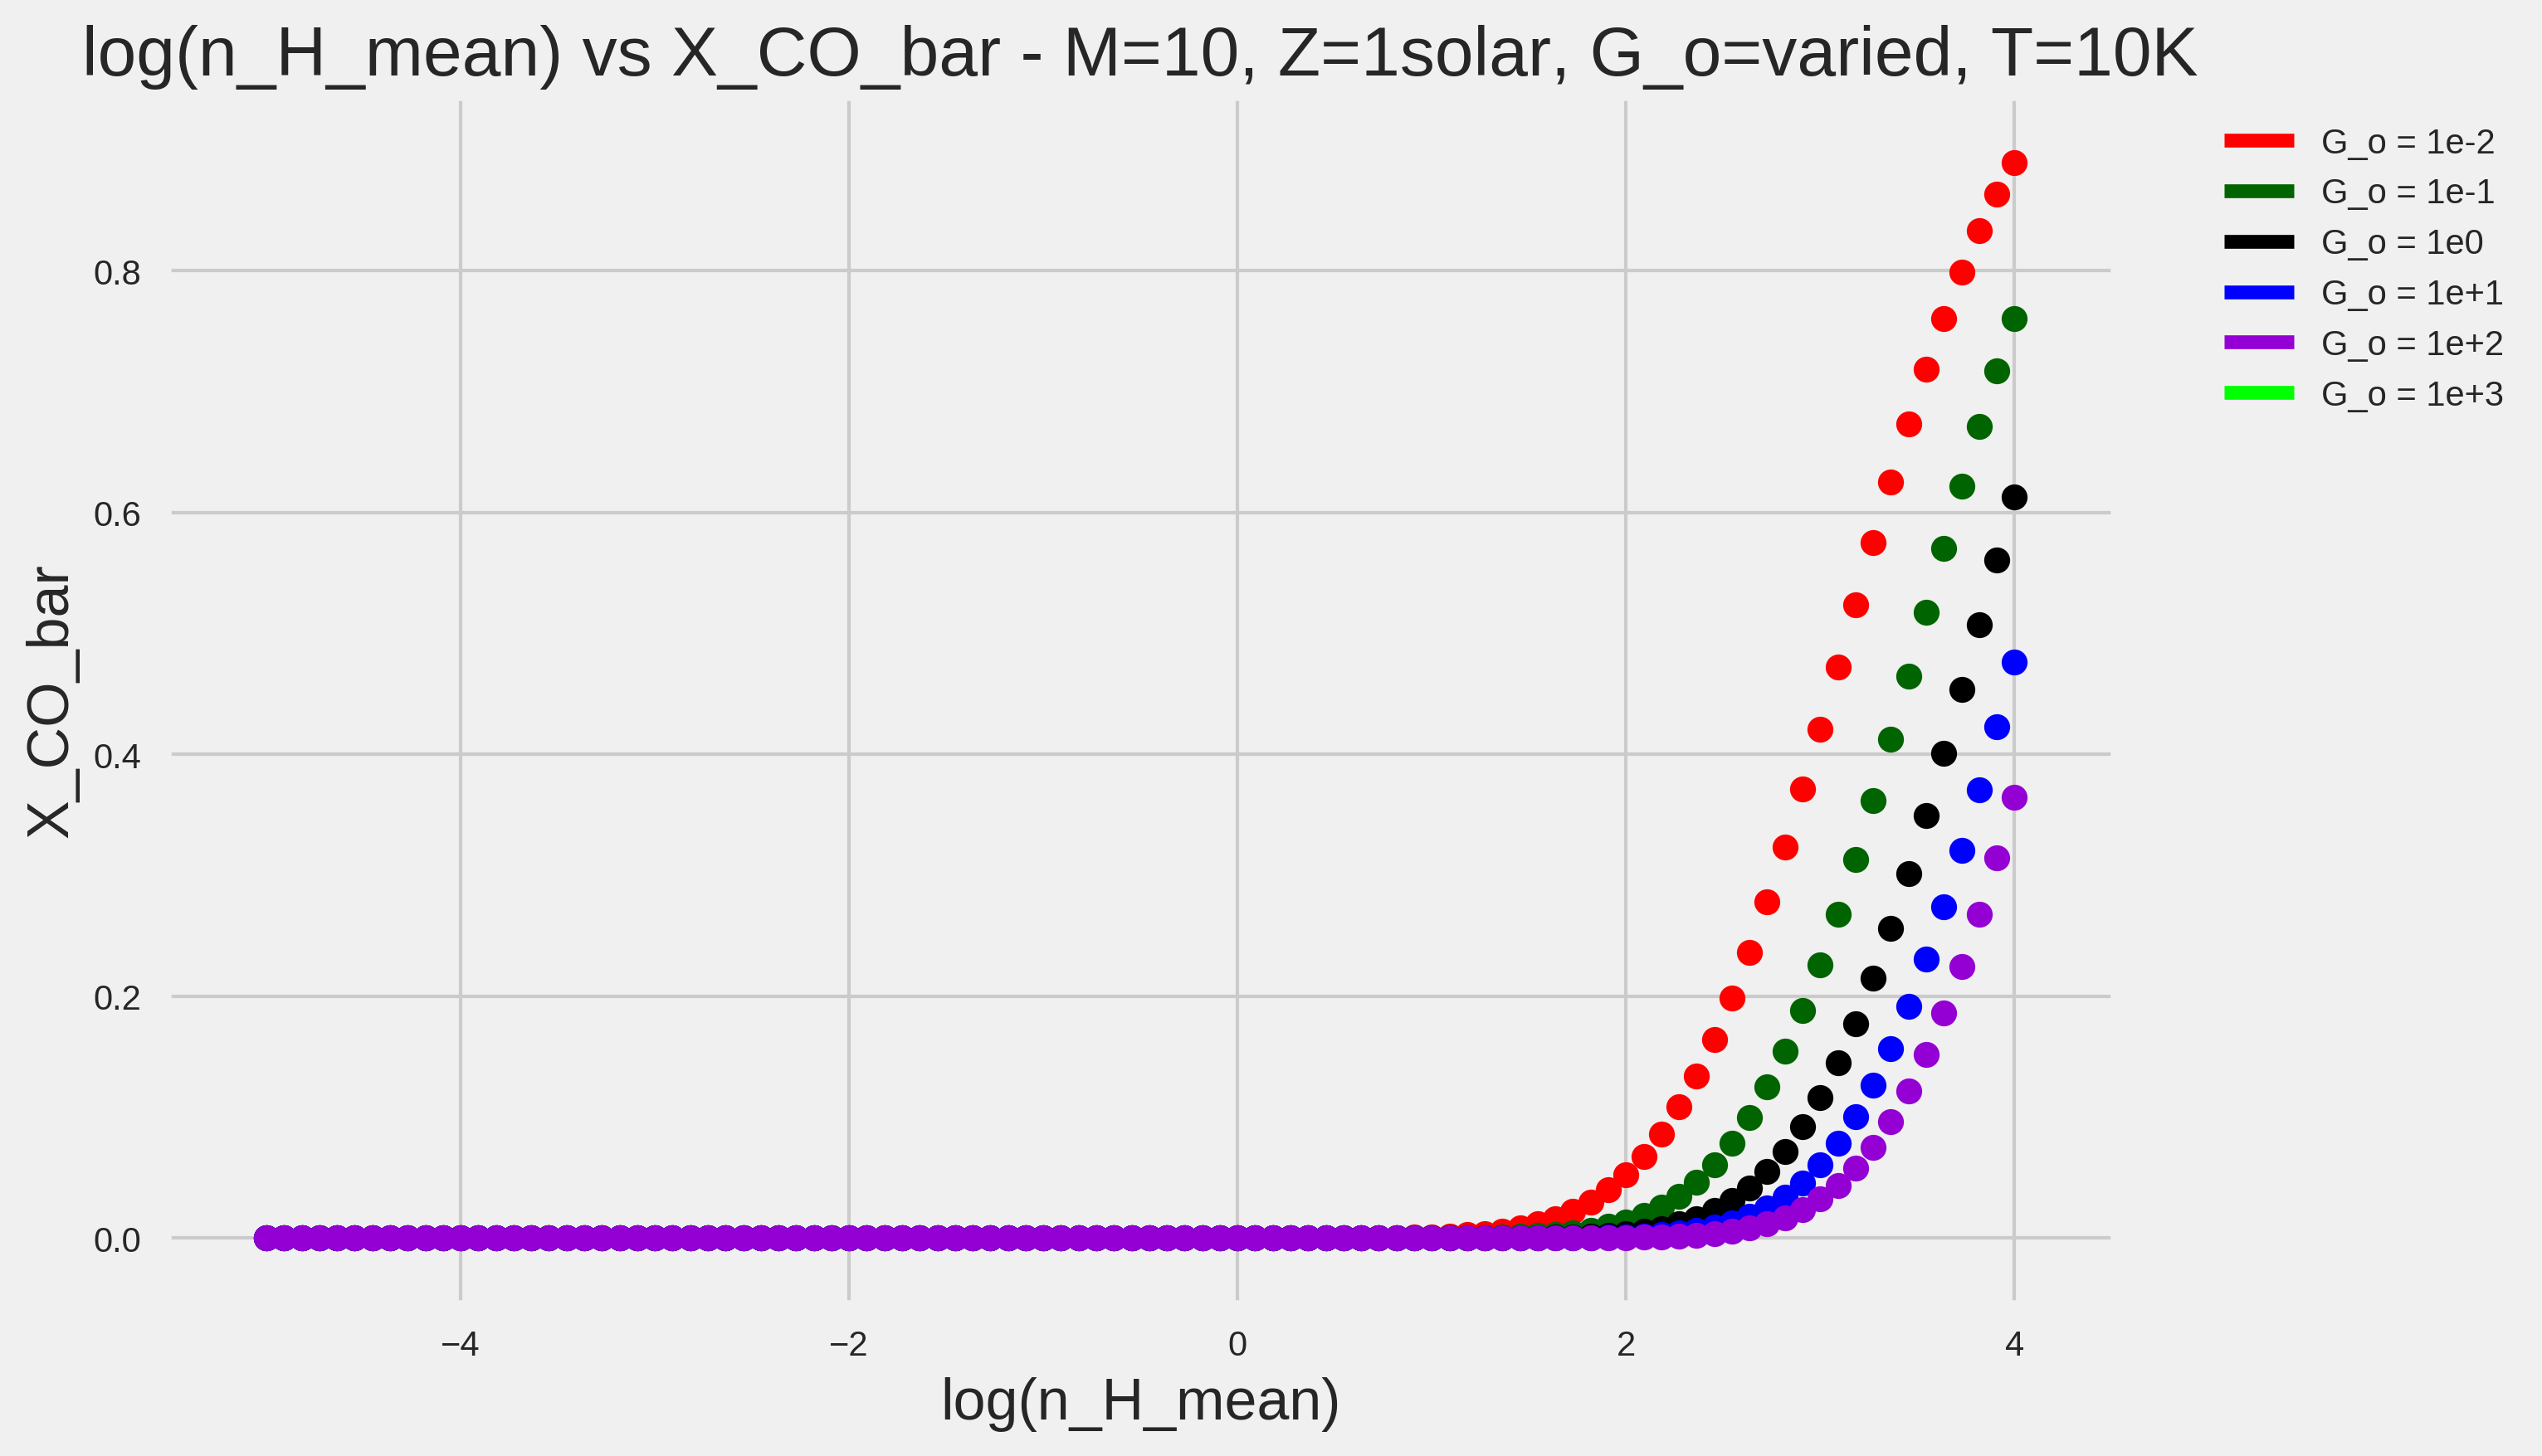 log(n_H_mean) vs X_CO_bar - M=10, Z=1solar, G_o=varied, T=10K
G_o = 1e-2
G_o = 1e-1
G_o = 1e0
G_o = 1e+1
G_o = 1e+2
G_o = 1e+3
X_CO_bar
0.8
0.6
0.4
0.2
0.0
−4 −2 0 2 4
log(n_H_mean)